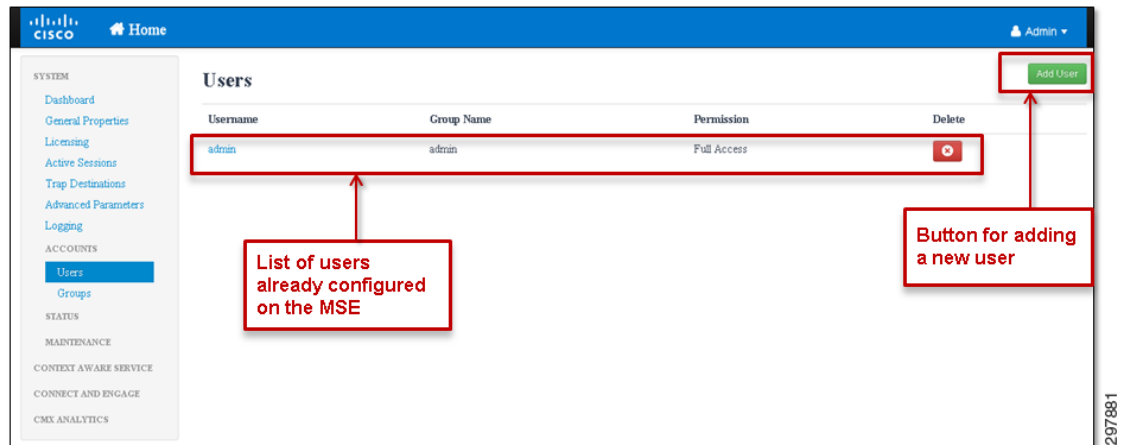 CISCO
Home
Admin
SYSTEM
Dashboard
General Properties
Licensing
Active Sessions
Trap Destinations
Advanced Parameters
Logging
ACCOUNTS
Users
Groups
STATUS
MAINTENANCE
CONTEXT AWARE SERVICE
CONNECT AND ENGAGE
CMX ANALYTICS
Users
Add User
Username Group Name Permission Delete
admin admin Full Access
List of users
already configured
on the MSE
Button for adding
a new user
297881